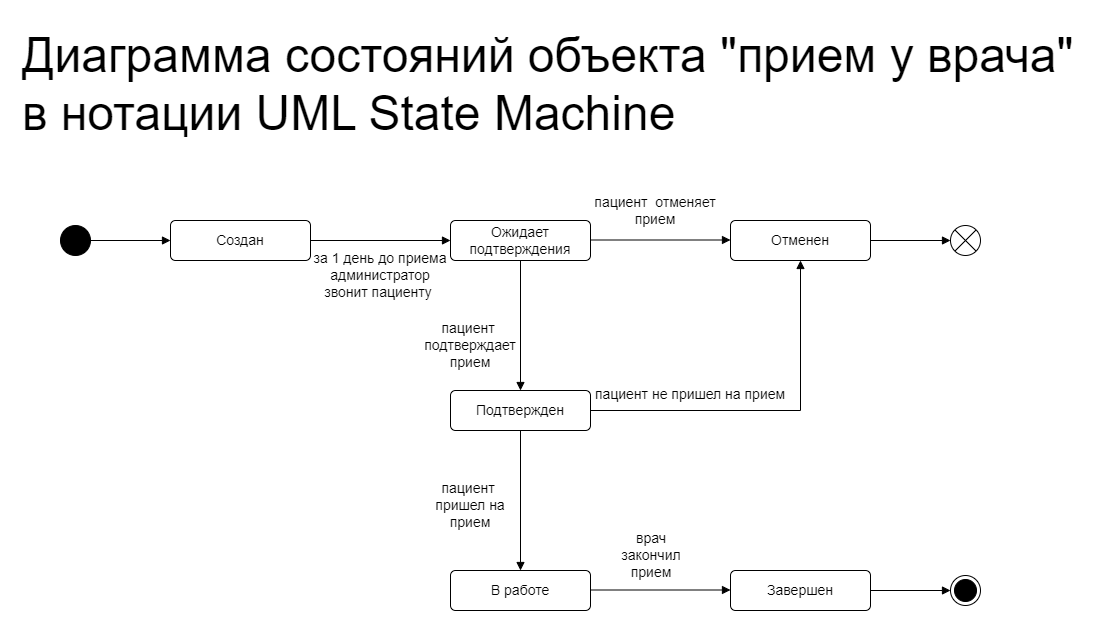 Диаграмма состояний объекта "прием у врача"
в нотации UML State Machine
пациент отменяет
прием
Создан
Ожидает
подтверждения
Отменен
за 1 день до приема
администратор
звонит пациенту
пациент
подтверждает
прием
Подтвержден
пациент не пришел на прием
пациент
пришел на
прием
врач
закончил
прием
В работе
Завершен